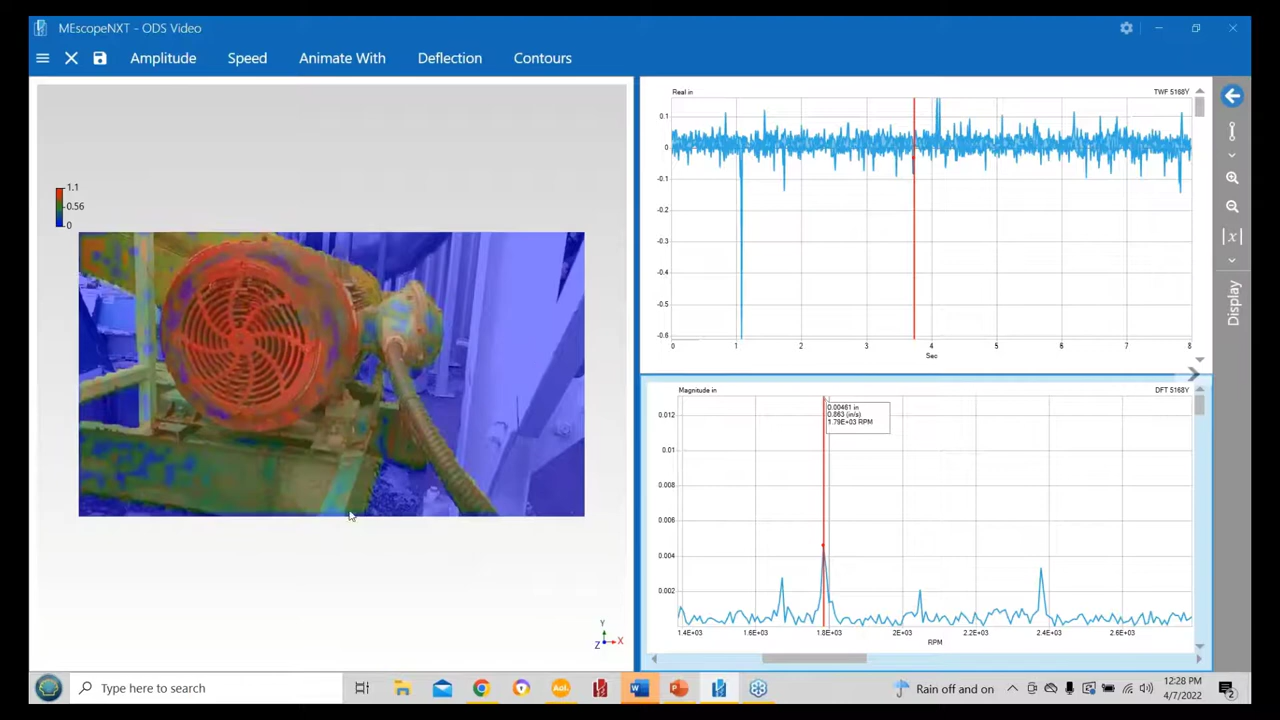 MEscopeNXT - ODS Video
Amplitude Speed Animate With Deflection Contours
1.1
0.56
0
Y
Z X
Real in TWF 5168Y
0.1
0
-0.1
-0.2
-0.3
-0.4
-0.5
-0.6
0 1 2 3 4 5 6 7 8
Sec
Magnitude in DFT 5168Y
0.00461 in
0.863 (in/s)
1.79E+03 RPM
0.012
0.01
0.008
0.006
0.004
0.002
1.4E+03 1.6E+03 1.8E+03 2E+03 2.2E+03 2.4E+03 2.6E+03
RPM
|x|
Display
Type here to search
Aol.
W
P
Rain off and on
12:28 PM
4/7/2022
2